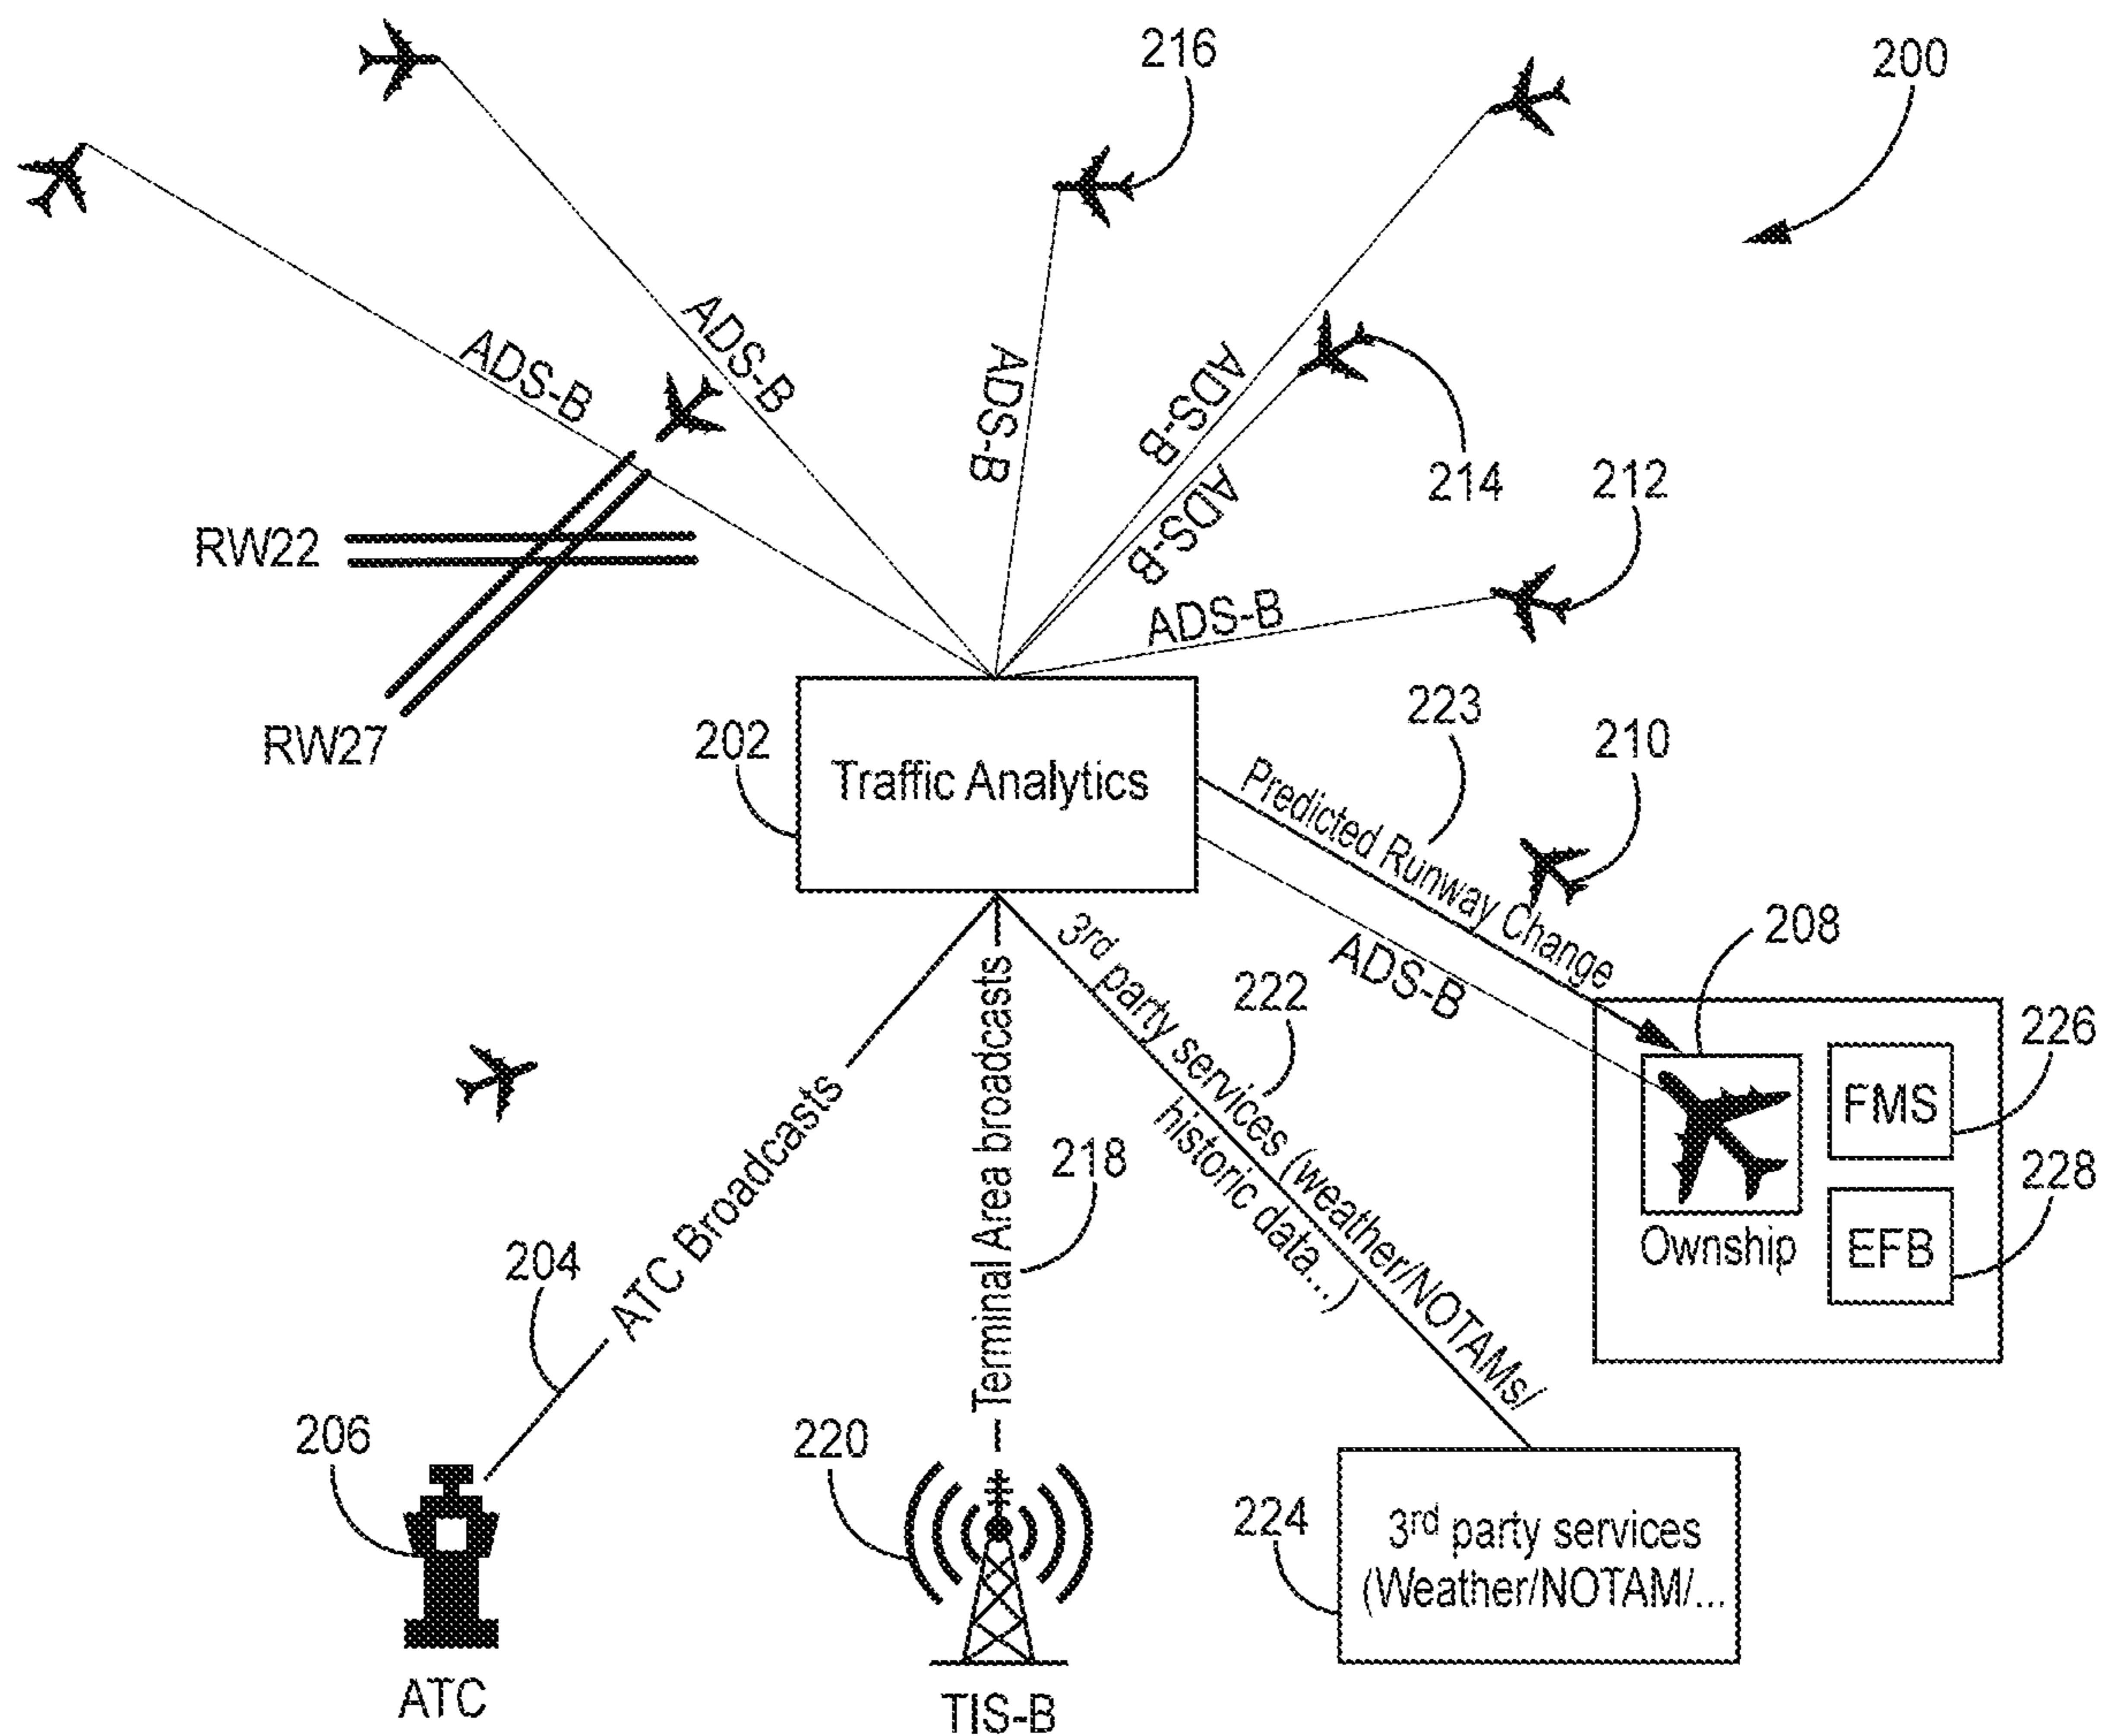 216
200
ADS-B
ADS-B
ADS-B
ADS-B
ADS-B
214
212
RW22
ADS-B
RW27
202
Traffic Analytics
223
210
Predicted Runway Change
ADS-B
208
3rd party services (weather/NOTAMs/
historic data...)
222
226
FMS
Terminal Area broadcasts
218
228
EFB
Ownship
ATC Broadcasts
204
206
220
224
3rd party services
(Weather/NOTAM/...
ATC
TIS-B